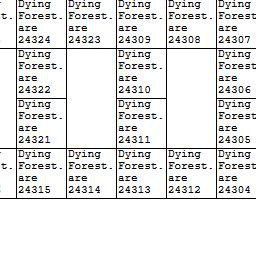 Dying Dying Dying Dying Dying
t. Forest. Forest. Forest. Forest. Forest.
are are are are are
24324 24323 24309 24308 24307
Dying Dying Dying
t. Forest. Forest. Forest.
are are are
24322 24310 24306
Dying Dying Dying
Forest. Forest. Forest.
are are are
24321 24311 24305
Dying Dying Dying Dying Dying
t. Forest. Forest. Forest. Forest. Forest.
are are are are are
24315 24314 24313 24312 24304